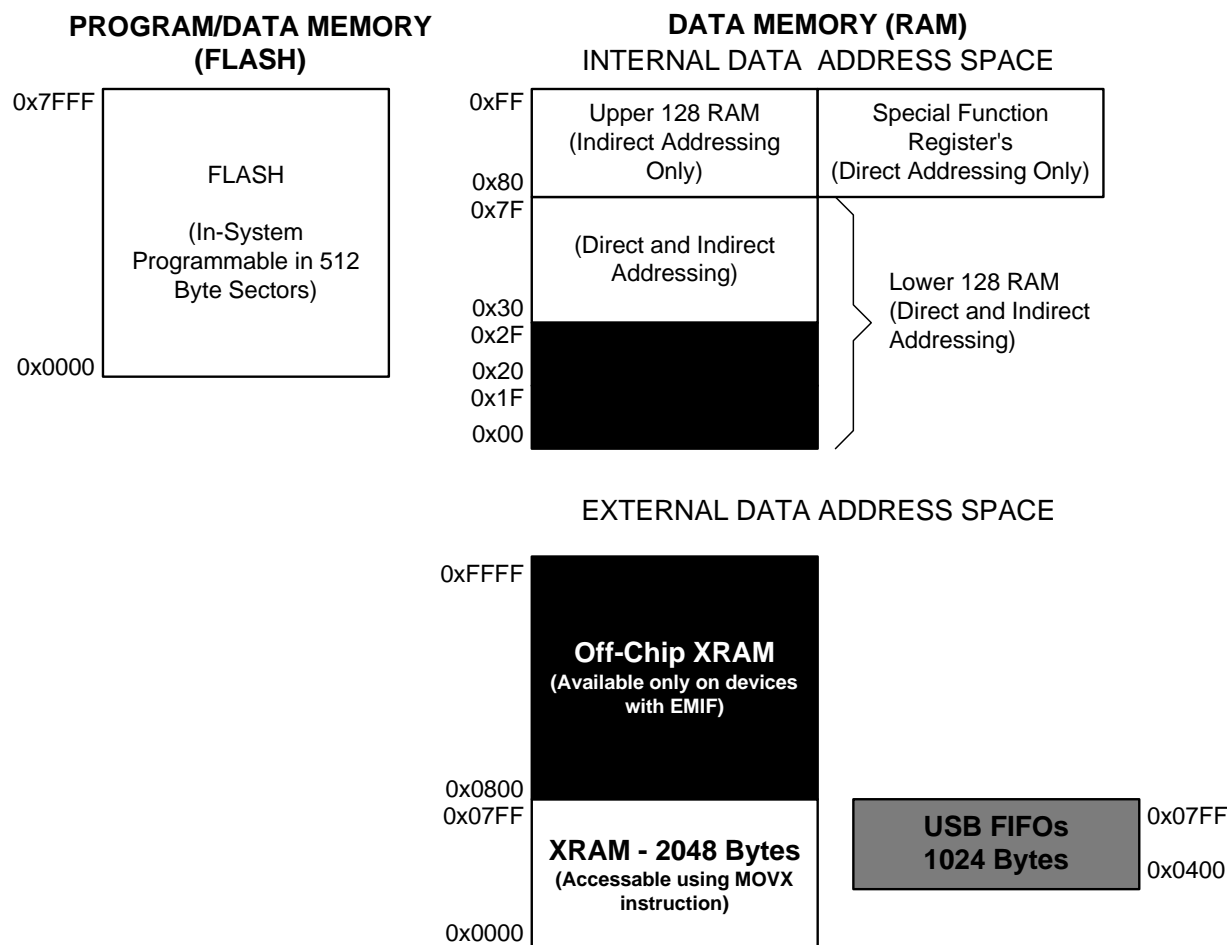 PROGRAM/DATA MEMORY
(FLASH)
0x7FFF
FLASH
(In-System
Programmable in 512
Byte Sectors)
0x0000
DATA MEMORY (RAM)
INTERNAL DATA ADDRESS SPACE
0xFF
Upper 128 RAM
(Indirect Addressing
Only)
Special Function
Register's
(Direct Addressing Only)
0x80
0x7F
(Direct and Indirect
Addressing)
0x30
0x2F
0x20
0x1F
0x00
Lower 128 RAM
(Direct and Indirect
Addressing)
EXTERNAL DATA ADDRESS SPACE
0xFFFF
Off-Chip XRAM
(Available only on devices
with EMIF)
0x0800
0x07FF
XRAM - 2048 Bytes
(Accessable using MOVX
instruction)
0x0000
USB FIFOs
1024 Bytes
0x07FF
0x0400